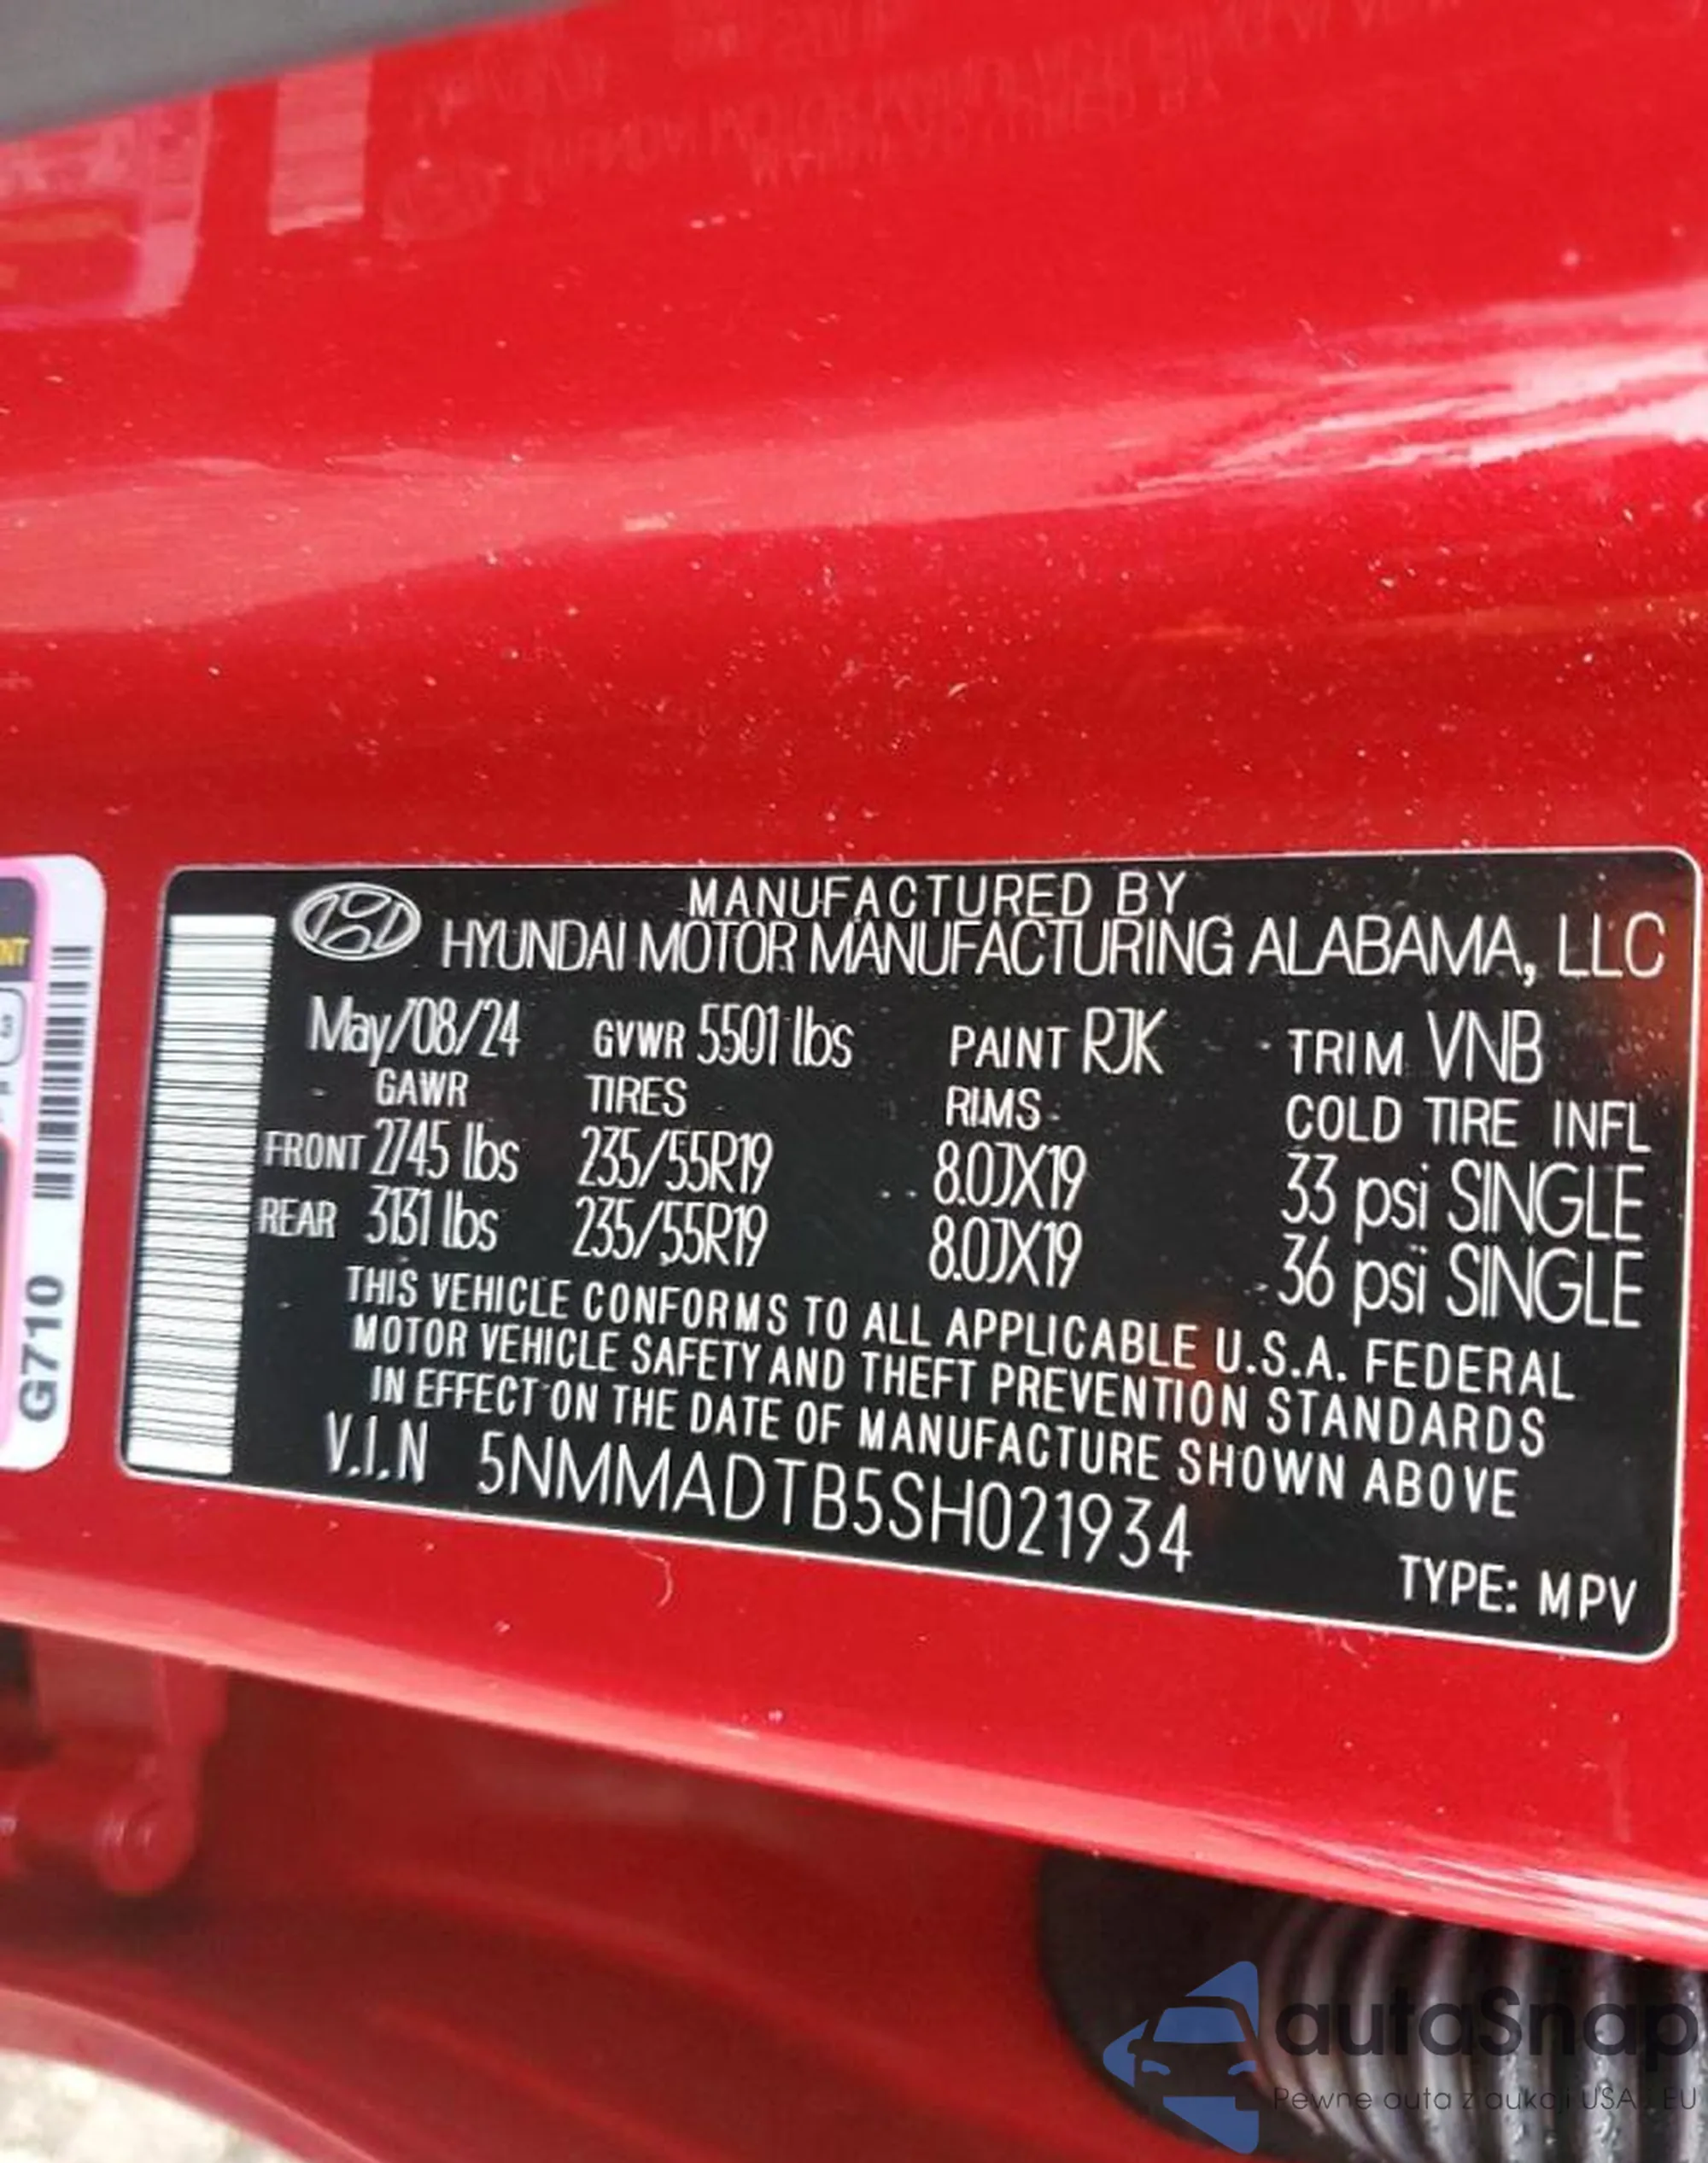 MANUFACTURED BY
HYUNDAI MOTOR MANUFACTURING ALABAMA, LLC
May/08/24 GVWR 5501 lbs PAINT RJK TRIM VNB
GAWR TIRES RIMS COLD TIRE INFL
FRONT 2745 lbs 235/55R19 8.0JX19 33 psi SINGLE
REAR 3131 lbs 235/55R19 8.0JX19 36 psi SINGLE
THIS VEHICLE CONFORMS TO ALL APPLICABLE U.S.A. FEDERAL
MOTOR VEHICLE SAFETY AND THEFT PREVENTION STANDARDS
IN EFFECT ON THE DATE OF MANUFACTURE SHOWN ABOVE
V.I.N 5NMMADTB5SH021934
TYPE: MPV
G710
autaSnap
Pewne auta z aukcji USA i EU